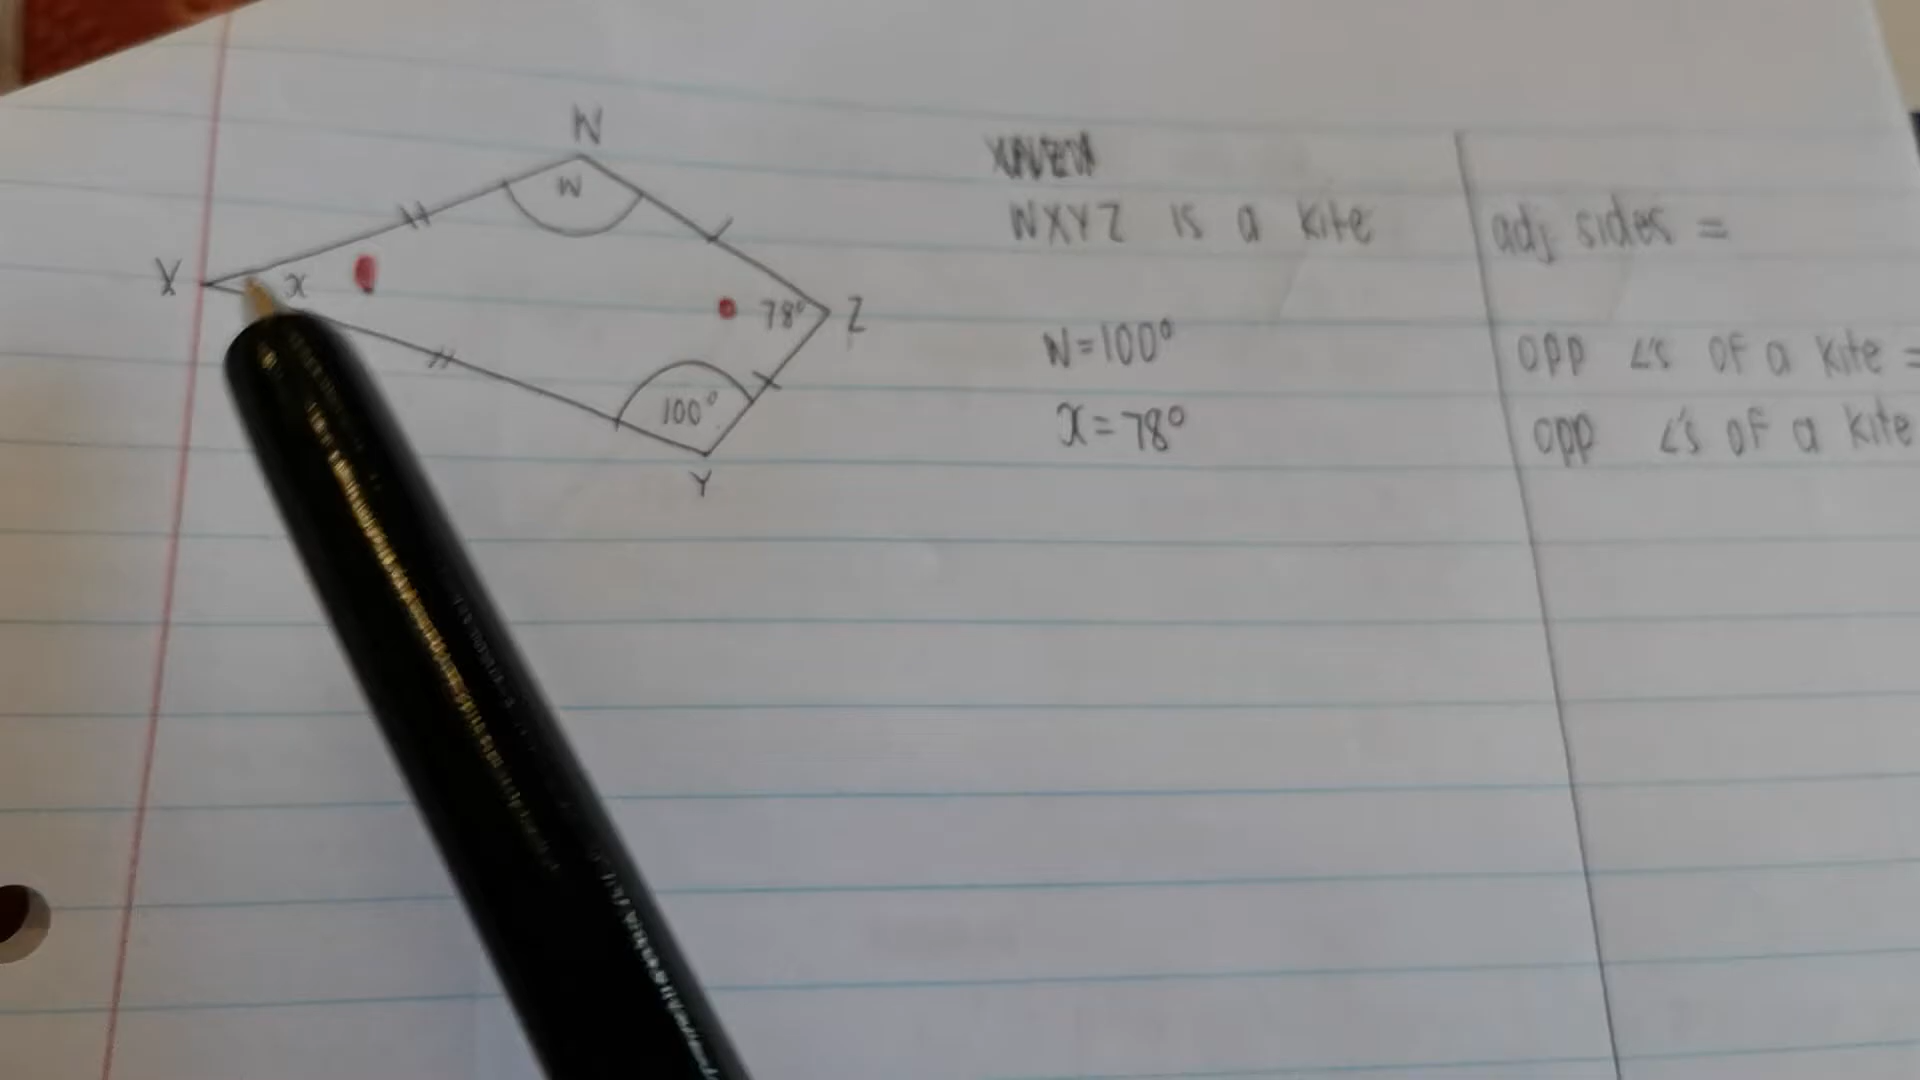 W
w
X
x
78° Z
100°
Y
WXYZ is a kite
adj sides =
W=100°
opp ∠'s of a kite =
x=78°
opp ∠'s of a kite